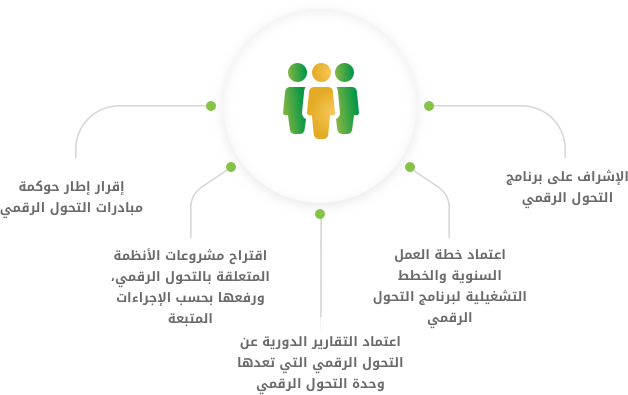 الإشراف على برنامج
التحول الرقمي
اعتماد خطة العمل
السنوية والخطط
التشغيلية لبرنامج التحول
الرقمي
اعتماد التقارير الدورية عن
التحول الرقمي التي تعدها
وحدة التحول الرقمي
اقتراح مشروعات الأنظمة
المتعلقة بالتحول الرقمي،
ورفعها بحسب الإجراءات
المتبعة
إقرار إطار حوكمة
مبادرات التحول الرقمي